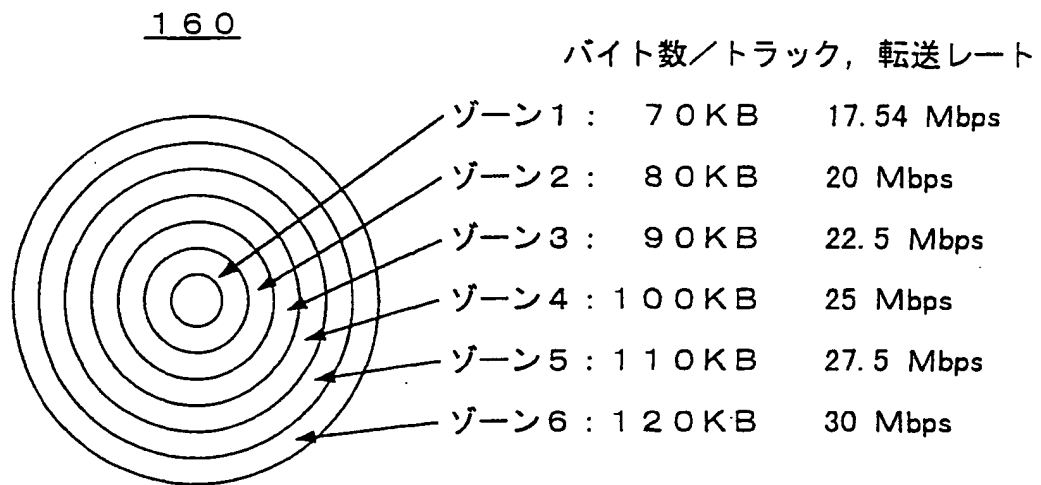 １６０
バイト数／トラック，転送レート
ゾーン１：　７０ＫＢ　17.54 Mbps
ゾーン２：　８０ＫＢ　20 Mbps
ゾーン３：　９０ＫＢ　22.5 Mbps
ゾーン４：１００ＫＢ　25 Mbps
ゾーン５：１１０ＫＢ　27.5 Mbps
ゾーン６：１２０ＫＢ　30 Mbps